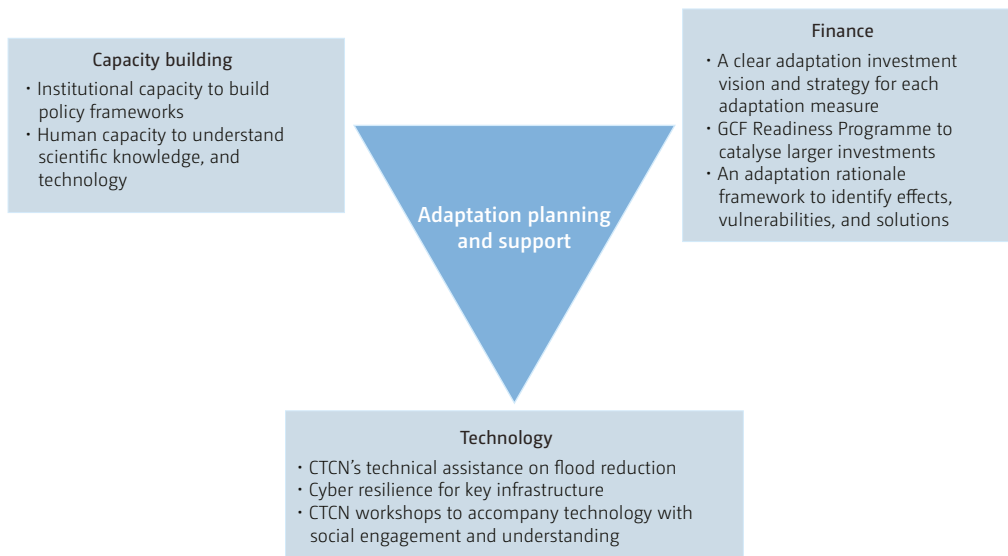 Capacity building
· Institutional capacity to build
policy frameworks
· Human capacity to understand
scientific knowledge, and
technology
Finance
· A clear adaptation investment
vision and strategy for each
adaptation measure
· GCF Readiness Programme to
catalyse larger investments
· An adaptation rationale
framework to identify effects,
vulnerabilities, and solutions
Adaptation planning
and support
Technology
· CTCN's technical assistance on flood reduction
· Cyber resilience for key infrastructure
· CTCN workshops to accompany technology with
social engagement and understanding